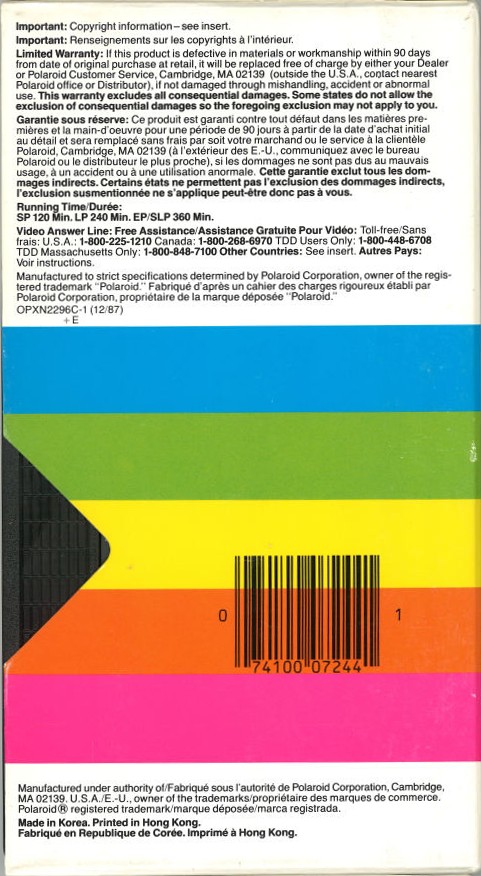 Important: Copyright information–see insert.
Important: Renseignements sur les copyrights à l'intérieur.
Limited Warranty: If this product is defective in materials or workmanship within 90 days
from date of original purchase at retail, it will be replaced free of charge by either your Dealer
or Polaroid Customer Service, Cambridge, MA 02139 (outside the U.S.A., contact nearest
Polaroid office or Distributor), if not damaged through mishandling, accident or abnormal
use. This warranty excludes all consequential damages. Some states do not allow the
exclusion of consequential damages so the foregoing exclusion may not apply to you.
Garantie sous réserve: Ce produit est garanti contre tout défaut dans les matières pre-
mières et la main-d'oeuvre pour une période de 90 jours à partir de la date d'achat initial
au détail et sera remplacé sans frais par soit votre marchand ou le service à la clientèle
Polaroid, Cambridge, MA 02139 (à l'extérieur des E.-U., communiquez avec le bureau
Polaroid ou le distributeur le plus proche), si les dommages ne sont pas dus au mauvais
usage, à un accident ou à une utilisation anormale. Cette garantie exclut tous les dom-
mages indirects. Certains états ne permettent pas l'exclusion des dommages indirects,
l'exclusion susmentionnée ne s'applique peut-être donc pas à vous.
Running Time/Durée:
SP 120 Min. LP 240 Min. EP/SLP 360 Min.
Video Answer Line: Free Assistance/Assistance Gratuite Pour Vidéo: Toll-free/Sans
frais: U.S.A.: 1-800-225-1210 Canada: 1-800-268-6970 TDD Users Only: 1-800-448-6708
TDD Massachusetts Only: 1-800-848-7100 Other Countries: See insert. Autres Pays:
Voir instructions.
Manufactured to strict specifications determined by Polaroid Corporation, owner of the regis-
tered trademark "Polaroid." Fabriqué d'après un cahier des charges rigoureux établi par
Polaroid Corporation, propriétaire de la marque déposée "Polaroid."
OPXN2296C-1 (12/87)
+E
0 74100 07244 1
Manufactured under authority of/Fabriqué sous l'autorité de Polaroid Corporation, Cambridge,
MA 02139. U.S.A./E.-U., owner of the trademarks/propriétaire des marques de commerce.
Polaroid® registered trademark/marque déposée/marca registrada.
Made in Korea. Printed in Hong Kong.
Fabriqué en Republique de Corée. Imprimé à Hong Kong.